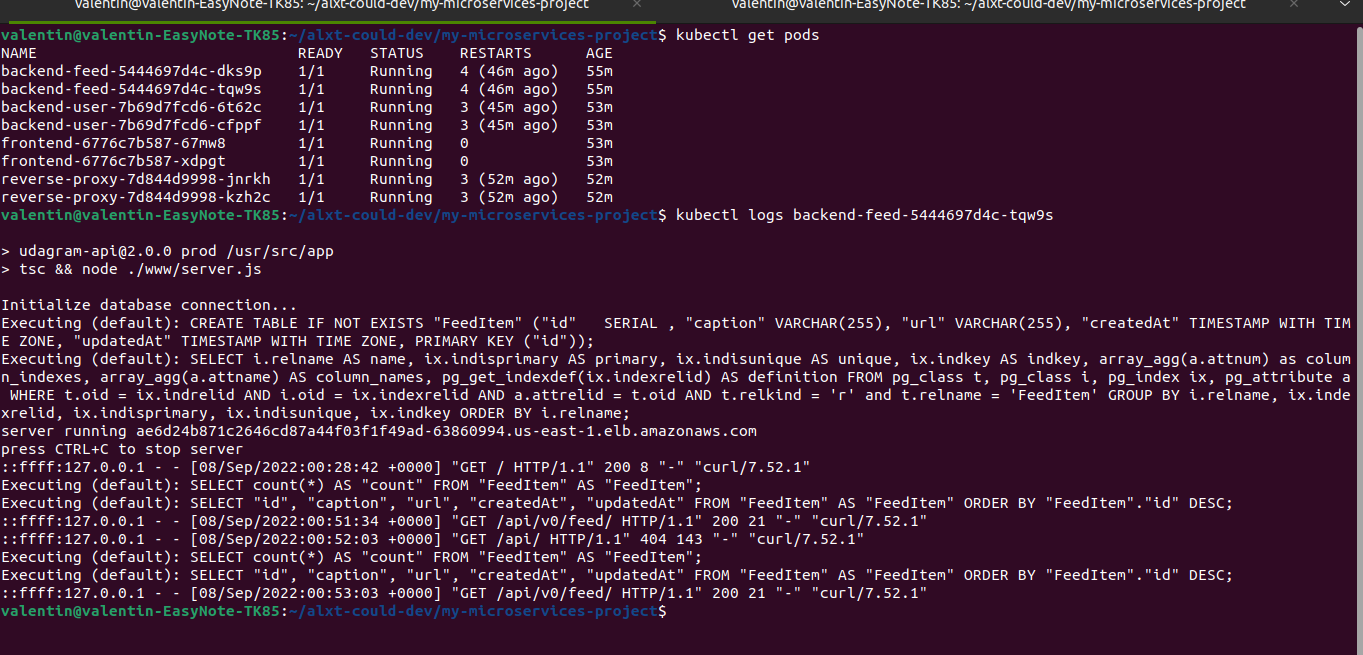 valentin@valentin-EasyNote-TK85: ~/alxt-could-dev/my-microservices-project × valentin@valentin-EasyNote-TK85: ~/alxt-could-dev/my-microservices-project ×
valentin@valentin-EasyNote-TK85:~/alxt-could-dev/my-microservices-project$ kubectl get pods
NAME READY STATUS RESTARTS AGE
backend-feed-5444697d4c-dks9p 1/1 Running 4 (46m ago) 55m
backend-feed-5444697d4c-tqw9s 1/1 Running 4 (46m ago) 55m
backend-user-7b69d7fcd6-6t62c 1/1 Running 3 (45m ago) 53m
backend-user-7b69d7fcd6-cfppf 1/1 Running 3 (45m ago) 53m
frontend-6776c7b587-67mw8 1/1 Running 0 53m
frontend-6776c7b587-xdpgt 1/1 Running 0 53m
reverse-proxy-7d844d9998-jnrkh 1/1 Running 3 (52m ago) 52m
reverse-proxy-7d844d9998-kzh2c 1/1 Running 3 (52m ago) 52m
valentin@valentin-EasyNote-TK85:~/alxt-could-dev/my-microservices-project$ kubectl logs backend-feed-5444697d4c-tqw9s
> udagram-api@2.0.0 prod /usr/src/app
> tsc && node ./www/server.js
Initialize database connection...
Executing (default): CREATE TABLE IF NOT EXISTS "FeedItem" ("id"   SERIAL , "caption" VARCHAR(255), "url" VARCHAR(255), "createdAt" TIMESTAMP WITH TIM
E ZONE, "updatedAt" TIMESTAMP WITH TIME ZONE, PRIMARY KEY ("id"));
Executing (default): SELECT i.relname AS name, ix.indisprimary AS primary, ix.indisunique AS unique, ix.indkey AS indkey, array_agg(a.attnum) as colum
n_indexes, array_agg(a.attname) AS column_names, pg_get_indexdef(ix.indexrelid) AS definition FROM pg_class t, pg_class i, pg_index ix, pg_attribute a
 WHERE t.oid = ix.indrelid AND i.oid = ix.indexrelid AND a.attrelid = t.oid AND t.relkind = 'r' and t.relname = 'FeedItem' GROUP BY i.relname, ix.inde
xrelid, ix.indisprimary, ix.indisunique, ix.indkey ORDER BY i.relname;
server running ae6d24b871c2646cd87a44f03f1f49ad-63860994.us-east-1.elb.amazonaws.com
press CTRL+C to stop server
::ffff:127.0.0.1 - - [08/Sep/2022:00:28:42 +0000] "GET / HTTP/1.1" 200 8 "-" "curl/7.52.1"
Executing (default): SELECT count(*) AS "count" FROM "FeedItem" AS "FeedItem";
Executing (default): SELECT "id", "caption", "url", "createdAt", "updatedAt" FROM "FeedItem" AS "FeedItem" ORDER BY "FeedItem"."id" DESC;
::ffff:127.0.0.1 - - [08/Sep/2022:00:51:34 +0000] "GET /api/v0/feed/ HTTP/1.1" 200 21 "-" "curl/7.52.1"
::ffff:127.0.0.1 - - [08/Sep/2022:00:52:03 +0000] "GET /api/ HTTP/1.1" 404 143 "-" "curl/7.52.1"
Executing (default): SELECT count(*) AS "count" FROM "FeedItem" AS "FeedItem";
Executing (default): SELECT "id", "caption", "url", "createdAt", "updatedAt" FROM "FeedItem" AS "FeedItem" ORDER BY "FeedItem"."id" DESC;
::ffff:127.0.0.1 - - [08/Sep/2022:00:53:03 +0000] "GET /api/v0/feed/ HTTP/1.1" 200 21 "-" "curl/7.52.1"
valentin@valentin-EasyNote-TK85:~/alxt-could-dev/my-microservices-project$